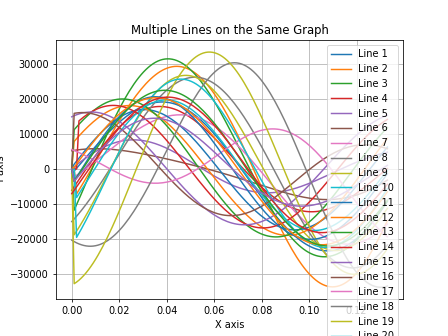 Multiple Lines on the Same Graph
30000
20000
10000
0
−10000
−20000
−30000
axis
0.00
0.02
0.04
0.06
0.08
0.10
X axis
Line 1
Line 2
Line 3
Line 4
Line 5
Line 6
Line 7
Line 8
Line 9
Line 10
Line 11
Line 12
Line 13
Line 14
Line 15
Line 16
Line 17
Line 18
Line 19
Line 20